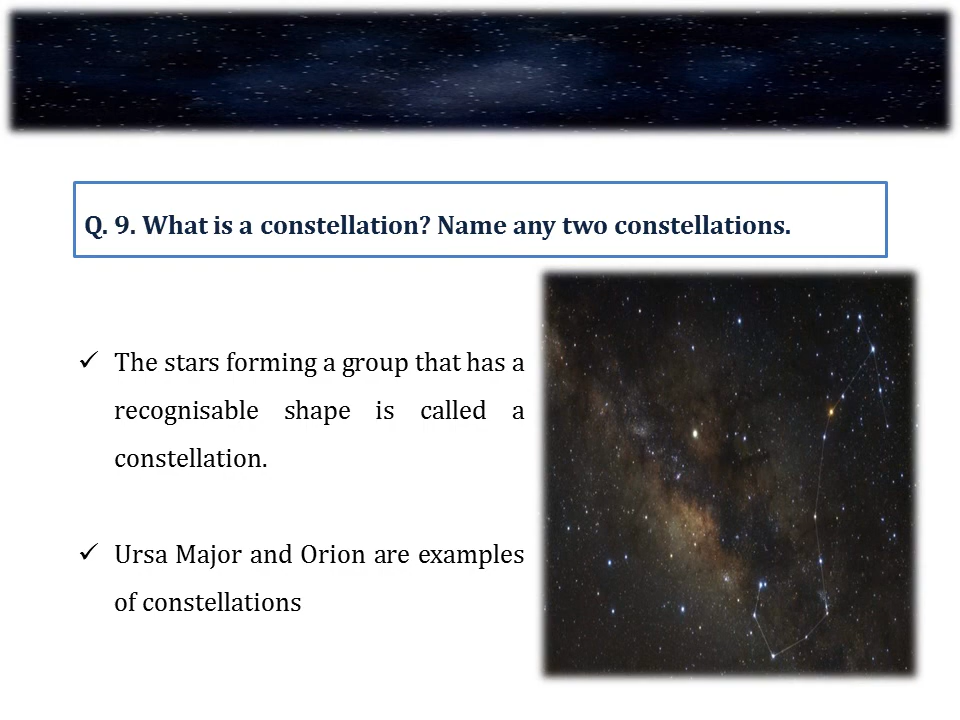 Q. 9. What is a constellation? Name any two constellations.
✓ The stars forming a group that has a
recognisable shape is called a
constellation.
✓ Ursa Major and Orion are examples
of constellations